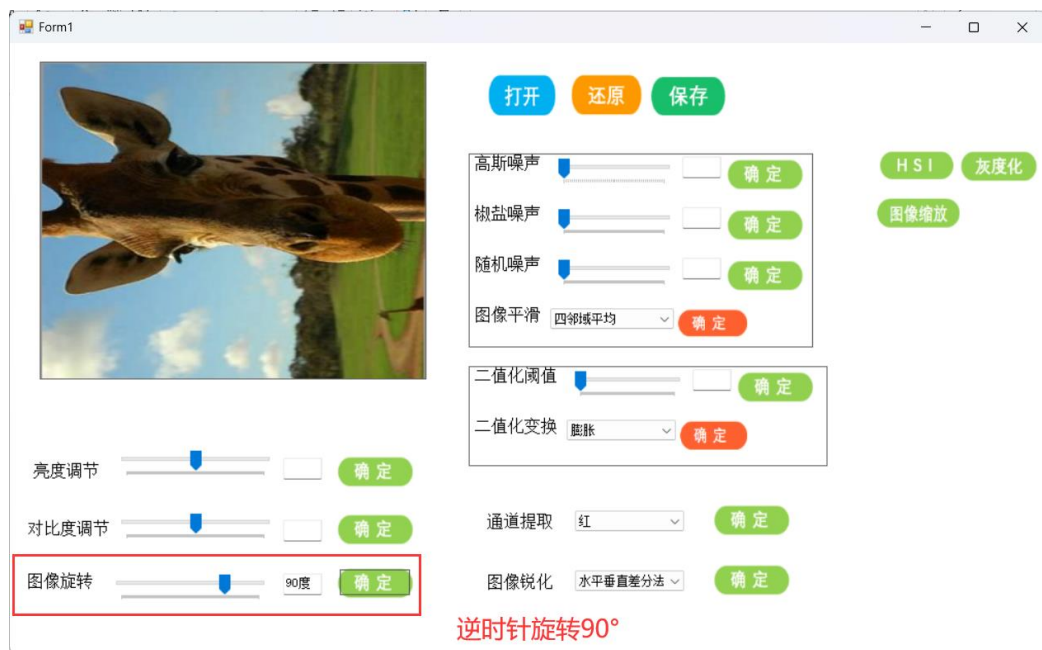 Form1
打开 还原 保存
高斯噪声 确定
HSI 灰度化
椒盐噪声 确定
图像缩放
随机噪声 确定
图像平滑 四邻域平均 确定
二值化阈值 确定
二值化变换 膨胀 确定
亮度调节 确定
对比度调节 确定
图像旋转 90度 确定
通道提取 红 确定
图像锐化 水平垂直差分法 确定
逆时针旋转90°